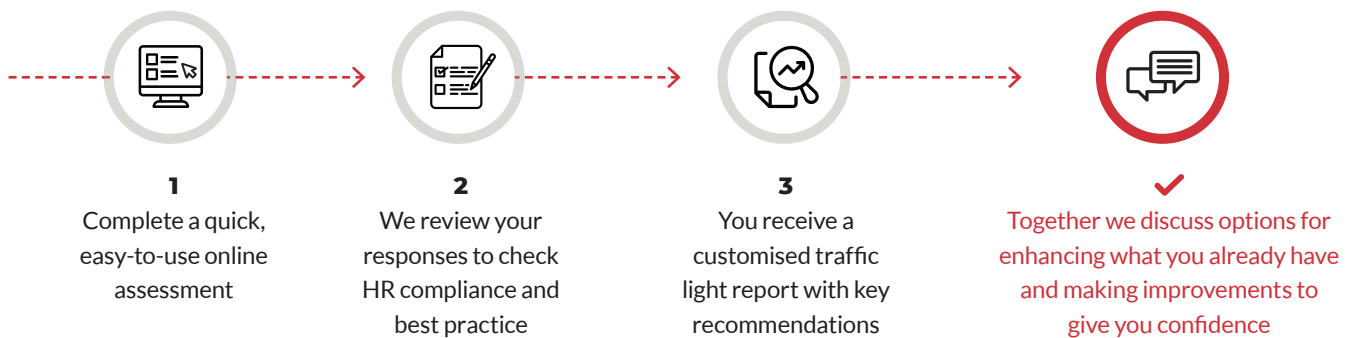 1
Complete a quick,
easy-to-use online
assessment
2
We review your
responses to check
HR compliance and
best practice
3
You receive a
customised traffic
light report with key
recommendations
Together we discuss options for
enhancing what you already have
and making improvements to
give you confidence